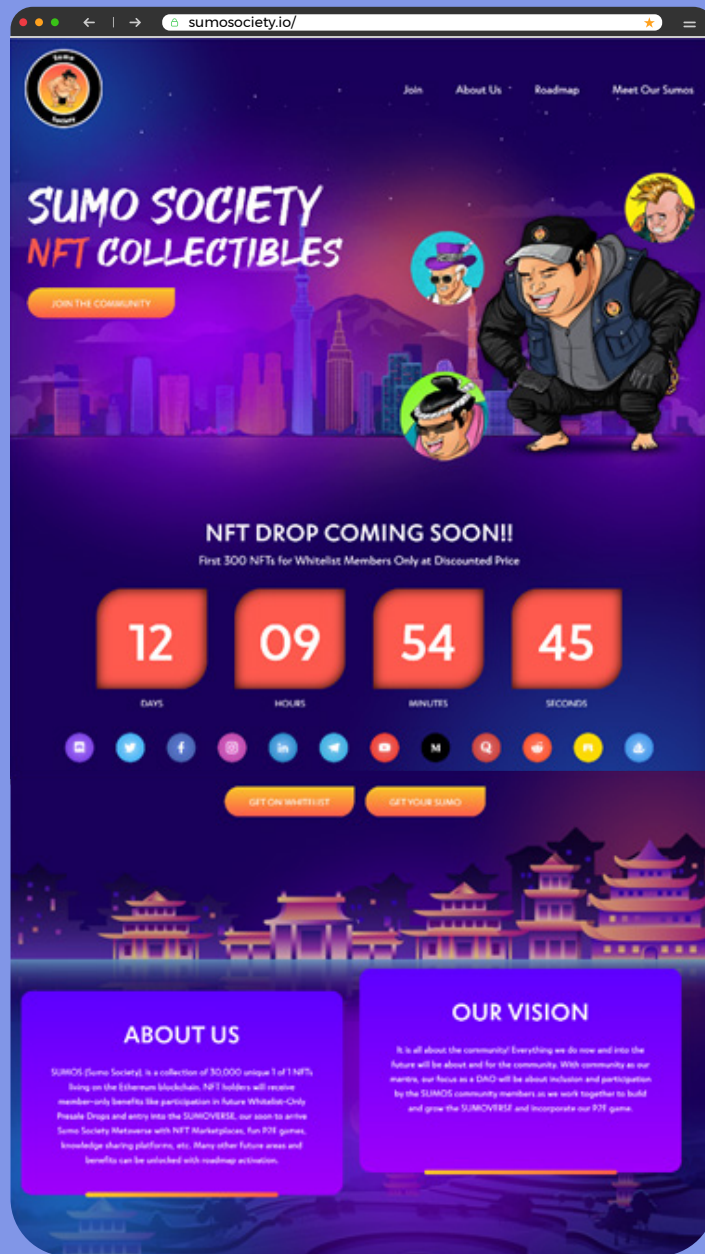 sumosociety.io/
Sumo
Society
Join
About Us
Roadmap
Meet Our Sumos
SUMO SOCIETY
NFT COLLECTIBLES
JOIN THE COMMUNITY
NFT DROP COMING SOON!!
First 300 NFTs for Whitelist Members Only at Discounted Price
12
09
54
45
DAYS
HOURS
MINUTES
SECONDS
M
GET ON WHITELIST
GET YOUR SUMO
ABOUT US
SUMOS (Sumo Society), is a collection of 30,000 unique 1 of 1 NFTs
living on the Ethereum blockchain. NFT holders will receive
member-only benefits like participation in future Whitelist-Only
Presale Drops and entry into the SUMOVERSE, our soon to arrive
Sumo Society Metaverse with NFT Marketplaces, fun P2E games,
knowledge sharing platforms, etc. Many other future areas and
benefits can be unlocked with roadmap activation.
OUR VISION
It is all about the community! Everything we do now and into the
future will be about and for the community. With community as our
mantra, our focus as a DAO will be about inclusion and participation
by the SUMOS community members as we work together to build
and grow the SUMOVERSE and incorporate our P2E game.